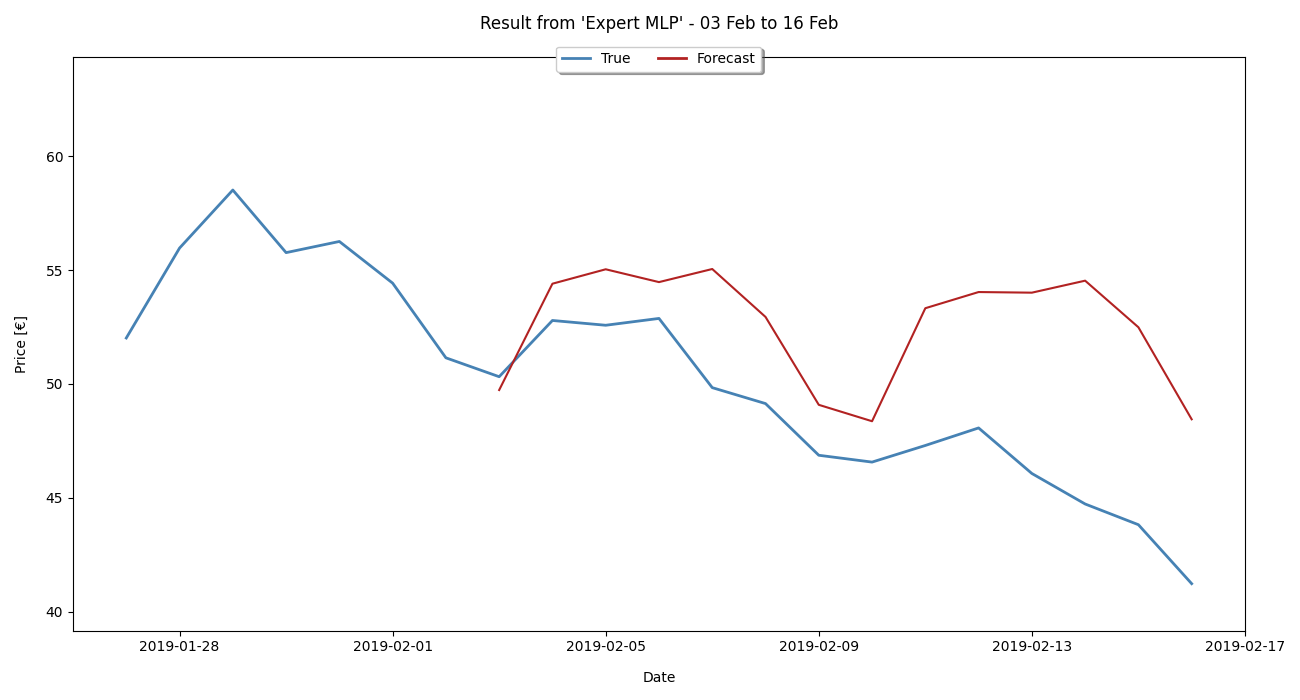 Result from 'Expert MLP' - 03 Feb to 16 Feb
True Forecast
60
55
50
45
40
Price [€]
2019-01-28 2019-02-01 2019-02-05 2019-02-09 2019-02-13 2019-02-17
Date